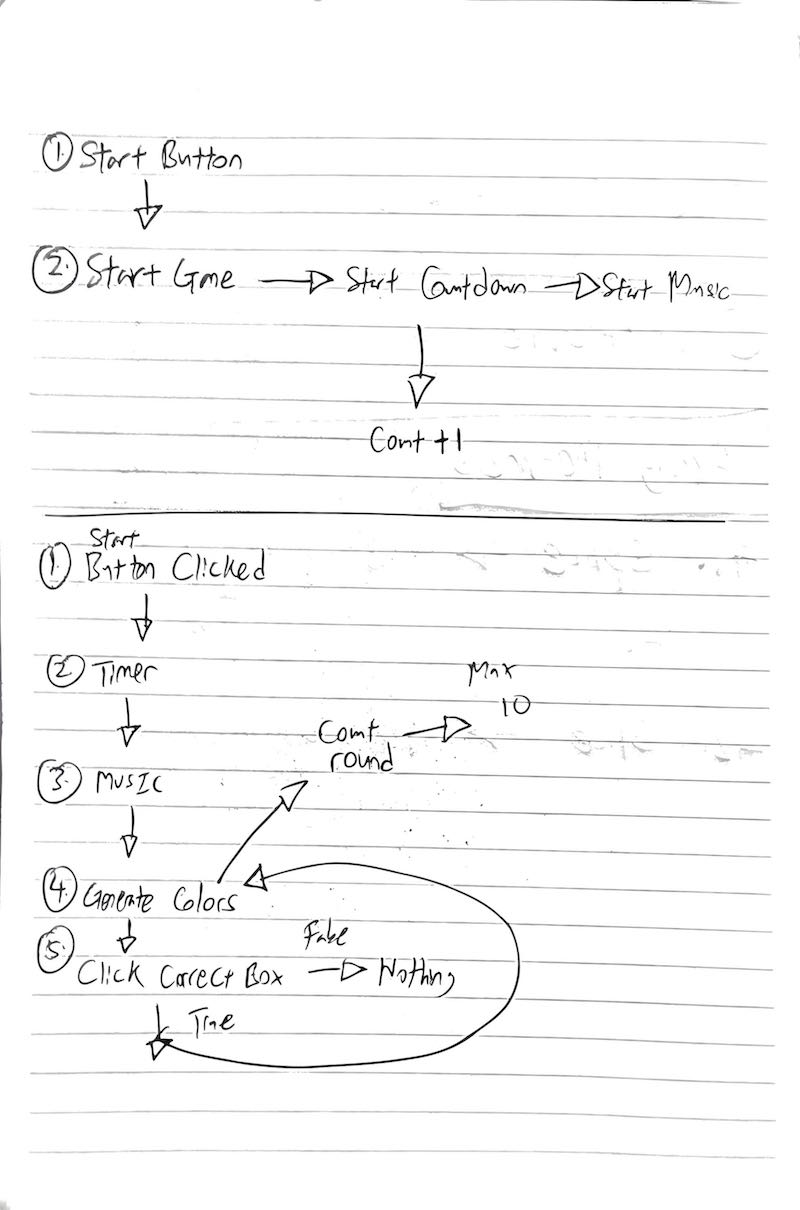 1. Start Button
2. Start Gme Start Countdown Start Music
Count +1
Start
1. Button Clicked
2 Timer
Max
10
Count
round
3. MUSIC
4. Generate Colors
False
5. Click Correct Box Nothing
True